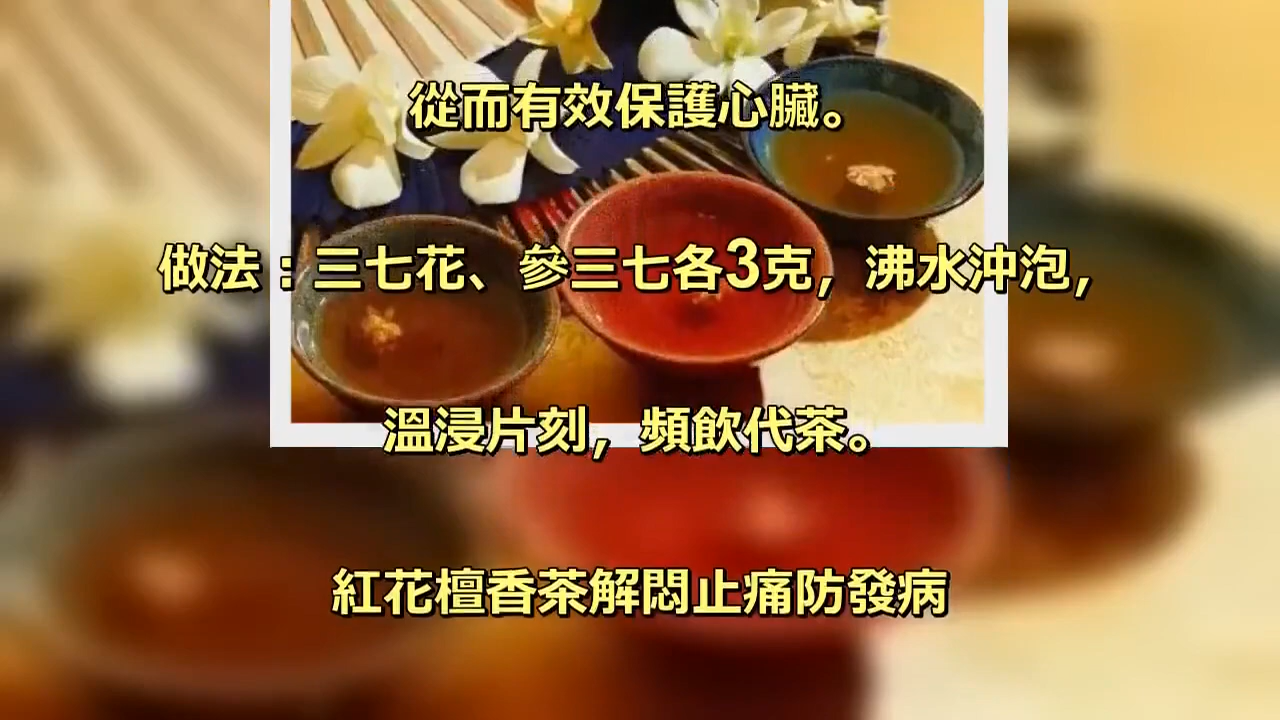 從而有效保護心臟。
做法：三七花、參三七各3克，沸水沖泡，
溫浸片刻，頻飲代茶。
紅花檀香茶解悶止痛防發病